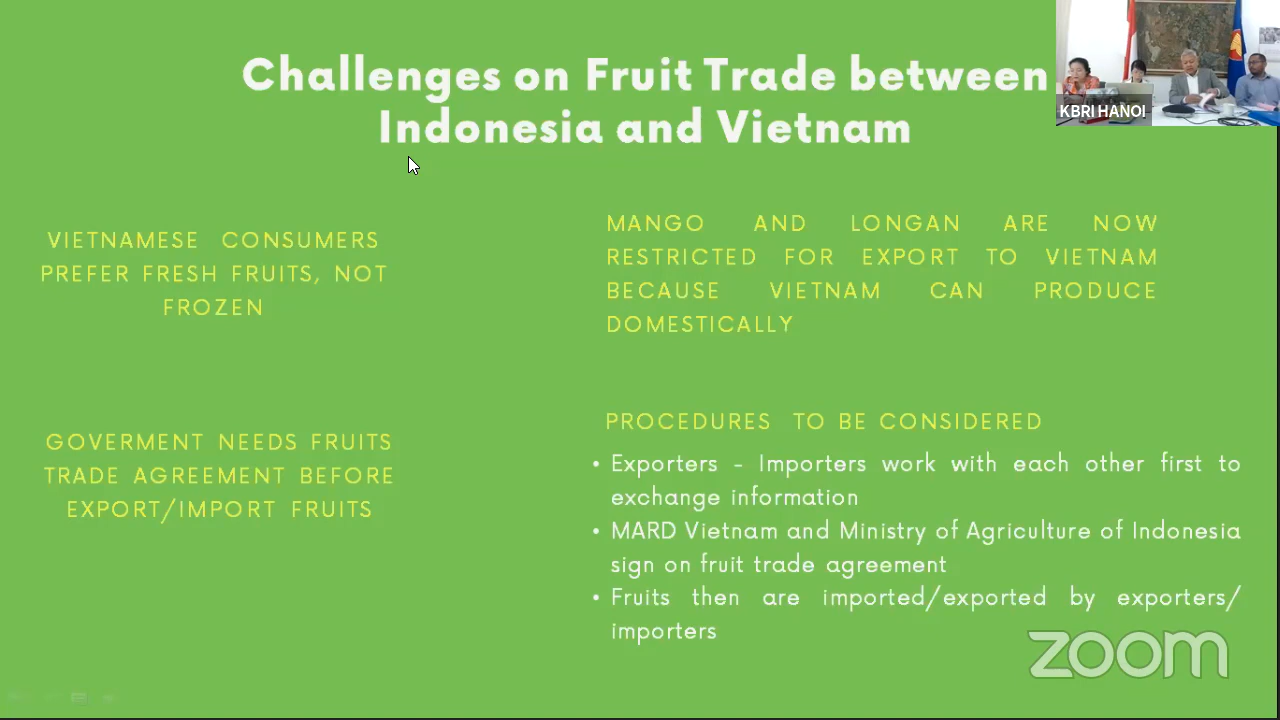 Challenges on Fruit Trade between
Indonesia and Vietnam
KBRI HANOI
VIETNAMESE CONSUMERS
PREFER FRESH FRUITS, NOT
FROZEN
MANGO AND LONGAN ARE NOW
RESTRICTED FOR EXPORT TO VIETNAM
BECAUSE VIETNAM CAN PRODUCE
DOMESTICALLY
GOVERMENT NEEDS FRUITS
TRADE AGREEMENT BEFORE
EXPORT/IMPORT FRUITS
PROCEDURES TO BE CONSIDERED
• Exporters - Importers work with each other first to
exchange information
• MARD Vietnam and Ministry of Agriculture of Indonesia
sign on fruit trade agreement
• Fruits then are imported/exported by exporters/
importers
zoom